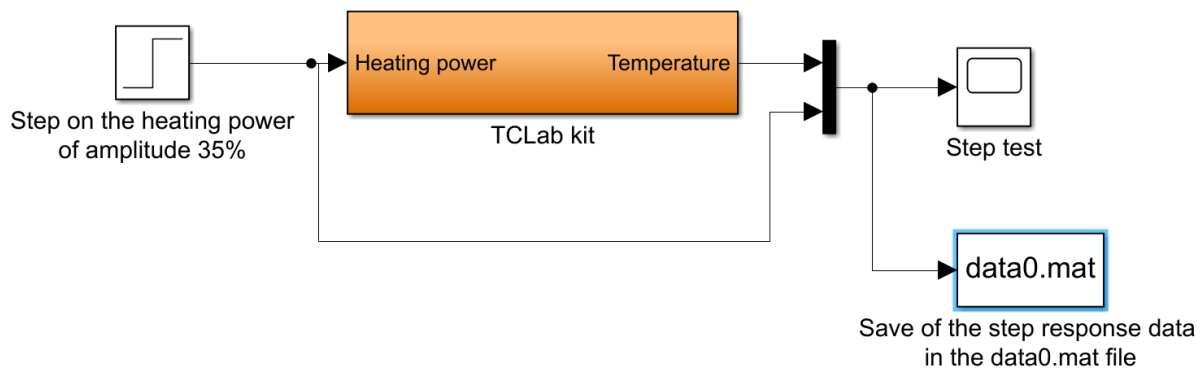 Heating power
Temperature
Step on the heating power
of amplitude 35%
TCLab kit
Step test
data0.mat
Save of the step response data
in the data0.mat file